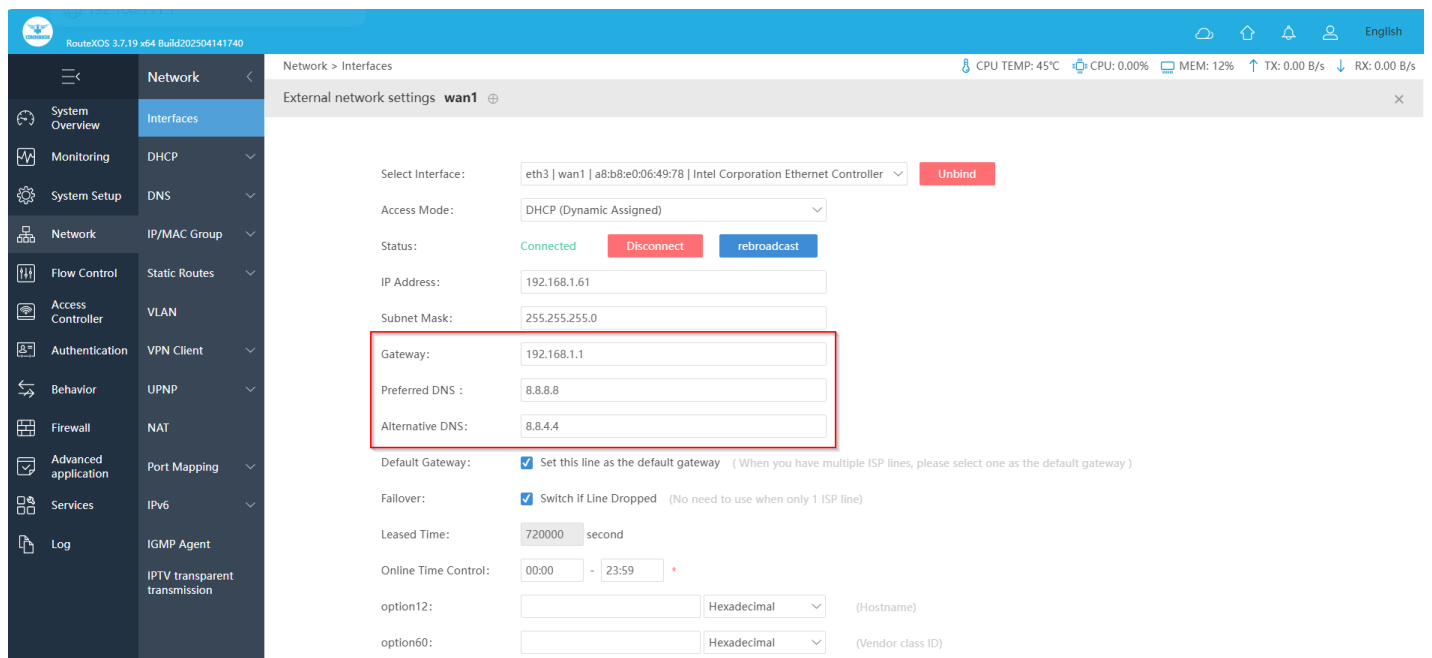 RouteXOS 3.7.19 x64 Build202504141740
English
Network
Network > Interfaces
CPU TEMP: 45℃ CPU: 0.00% MEM: 12% TX: 0.00 B/s RX: 0.00 B/s
External network settings wan1
System Overview
Monitoring
System Setup
Network
Flow Control
Access Controller
Authentication
Behavior
Firewall
Advanced application
Services
Log
Interfaces
DHCP
DNS
IP/MAC Group
Static Routes
VLAN
VPN Client
UPNP
NAT
Port Mapping
IPv6
IGMP Agent
IPTV transparent transmission
Select Interface: eth3 | wan1 | a8:b8:e0:06:49:78 | Intel Corporation Ethernet Controller Unbind
Access Mode: DHCP (Dynamic Assigned)
Status: Connected Disconnect rebroadcast
IP Address: 192.168.1.61
Subnet Mask: 255.255.255.0
Gateway: 192.168.1.1
Preferred DNS : 8.8.8.8
Alternative DNS: 8.8.4.4
Default Gateway: Set this line as the default gateway ( When you have multiple ISP lines, please select one as the default gateway )
Failover: Switch if Line Dropped (No need to use when only 1 ISP line)
Leased Time: 720000 second
Online Time Control: 00:00 - 23:59 *
option12: Hexadecimal (Hostname)
option60: Hexadecimal (Vendor class ID)